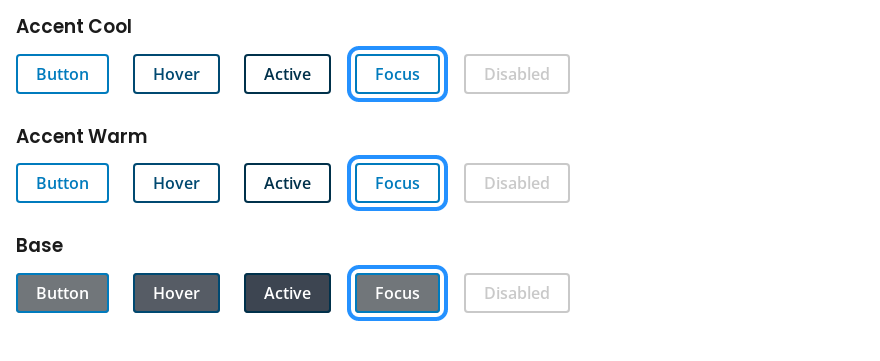 Accent Cool
Button Hover Active Focus Disabled
Accent Warm
Button Hover Active Focus Disabled
Base
Button Hover Active Focus Disabled